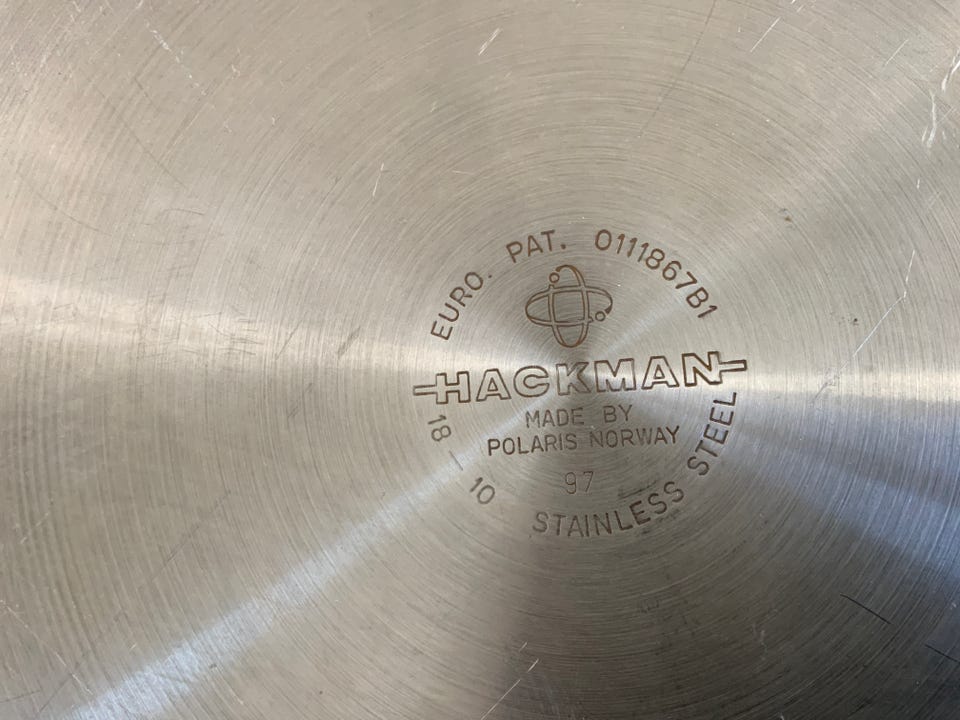 EURO. PAT. 0111867B1
HACKMAN
MADE BY
POLARIS NORWAY
97
18 - 10 STAINLESS STEEL